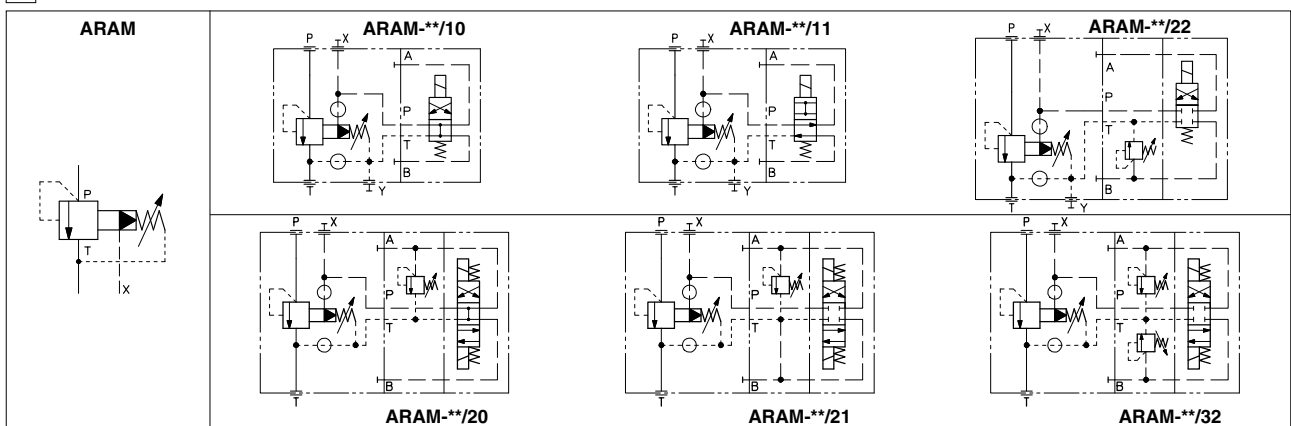 ARAM
P
T
X
ARAM-**/10
P
X
A
P
T
B
T
Y
ARAM-**/11
P
X
A
P
T
B
T
Y
ARAM-**/22
P
X
A
P
T
B
T
Y
P
X
A
P
T
B
T
ARAM-**/20
P
X
A
P
T
B
T
ARAM-**/21
P
X
A
P
T
B
T
ARAM-**/32